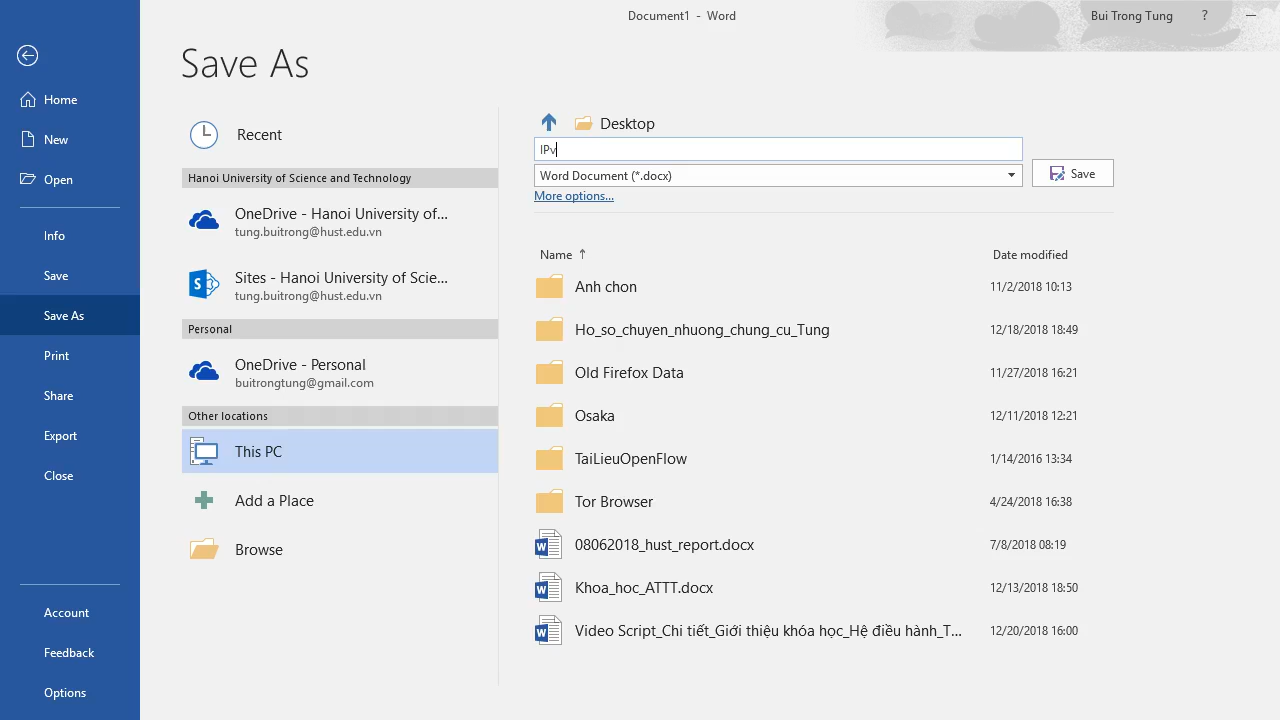 Document1 - Word
Bui Trong Tung
?
Home
New
Open
Info
Save
Save As
Print
Share
Export
Close
Account
Feedback
Options
Save As
Recent
Hanoi University of Science and Technology
OneDrive - Hanoi University of...
tung.buitrong@hust.edu.vn
Sites - Hanoi University of Scie...
tung.buitrong@hust.edu.vn
Personal
OneDrive - Personal
buitrongtung@gmail.com
Other locations
This PC
Add a Place
Browse
Desktop
IPv
Word Document (*.docx)
Save
More options...
Name ↑ Date modified
Anh chon 11/2/2018 10:13
Ho_so_chuyen_nhuong_chung_cu_Tung 12/18/2018 18:49
Old Firefox Data 11/27/2018 16:21
Osaka 12/11/2018 12:21
TaiLieuOpenFlow 1/14/2016 13:34
Tor Browser 4/24/2018 16:38
08062018_hust_report.docx 7/8/2018 08:19
Khoa_hoc_ATTT.docx 12/13/2018 18:50
Video Script_Chi tiết_Giới thiệu khóa học_Hệ điều hành_T... 12/20/2018 16:00